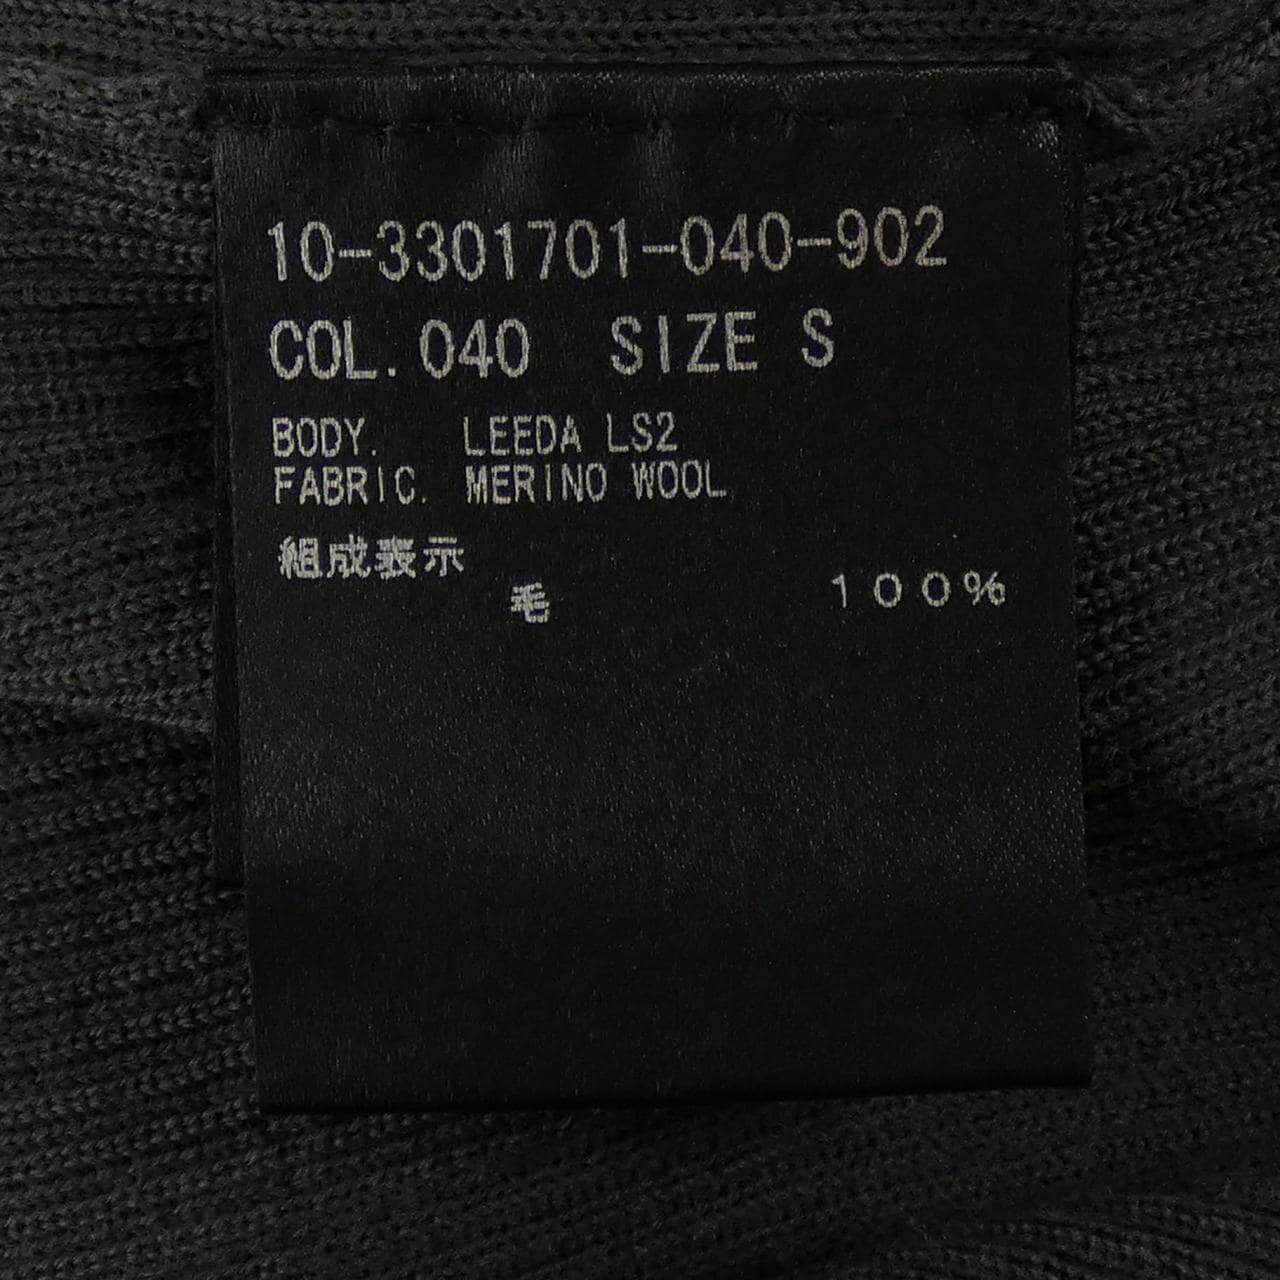 10-3301701-040-902
COL. 040 SIZE S
BODY. LEEDA LS2
FABRIC. MERINO WOOL
組成表示
毛 100%